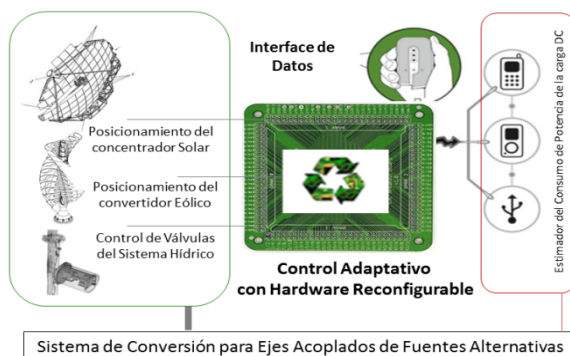 Interface de
Datos
Posicionamiento del
concentrador Solar
Posicionamiento del
convertidor Eólico
Control de Válvulas
del Sistema Hídrico
Control Adaptativo
con Hardware Reconfigurable
Estimador del Consumo de Potencia de la carga DC
Sistema de Conversión para Ejes Acoplados de Fuentes Alternativas